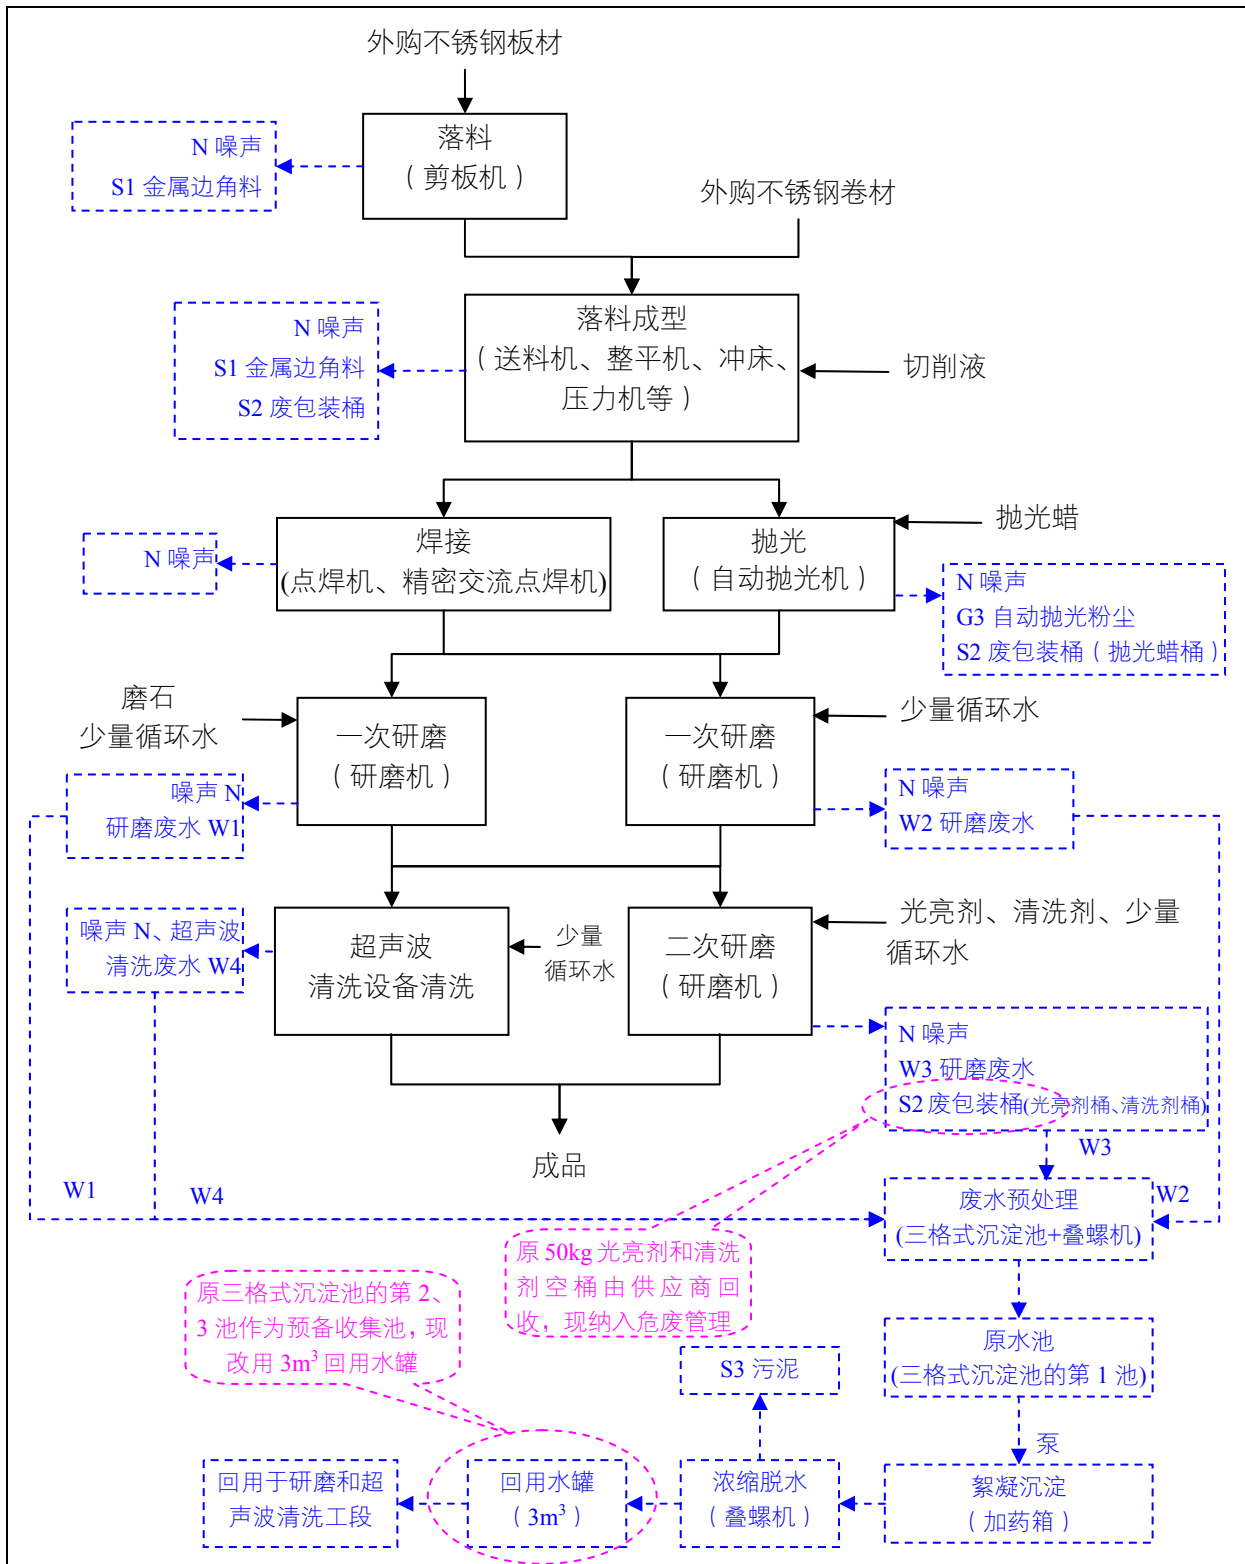 外购不锈钢板材
落料
（剪板机）
N 噪声
S1 金属边角料
外购不锈钢卷材
落料成型
（送料机、整平机、冲床、
压力机等）
N 噪声
S1 金属边角料
S2 废包装桶
切削液
焊接
(点焊机、精密交流点焊机)
N 噪声
抛光
（自动抛光机）
抛光蜡
N 噪声
G3 自动抛光粉尘
S2 废包装桶（抛光蜡桶）
磨石
少量循环水
一次研磨
（研磨机）
一次研磨
（研磨机）
少量循环水
噪声 N
研磨废水 W1
N 噪声
W2 研磨废水
噪声 N、超声波
清洗废水 W4
超声波
清洗设备清洗
少量
循环水
二次研磨
（研磨机）
光亮剂、清洗剂、少量
循环水
N 噪声
W3 研磨废水
S2 废包装桶(光亮剂桶、清洗剂桶)
成品
W1
W4
W3
W2
废水预处理
(三格式沉淀池+叠螺机)
原 50kg 光亮剂和清洗
剂空桶由供应商回
收，现纳入危废管理
原三格式沉淀池的第 2、
3 池作为预备收集池，现
改用 3m³ 回用水罐
原水池
(三格式沉淀池的第 1 池)
S3 污泥
泵
回用于研磨和超
声波清洗工段
回用水罐
（3m³）
浓缩脱水
（叠螺机）
絮凝沉淀
（加药箱）